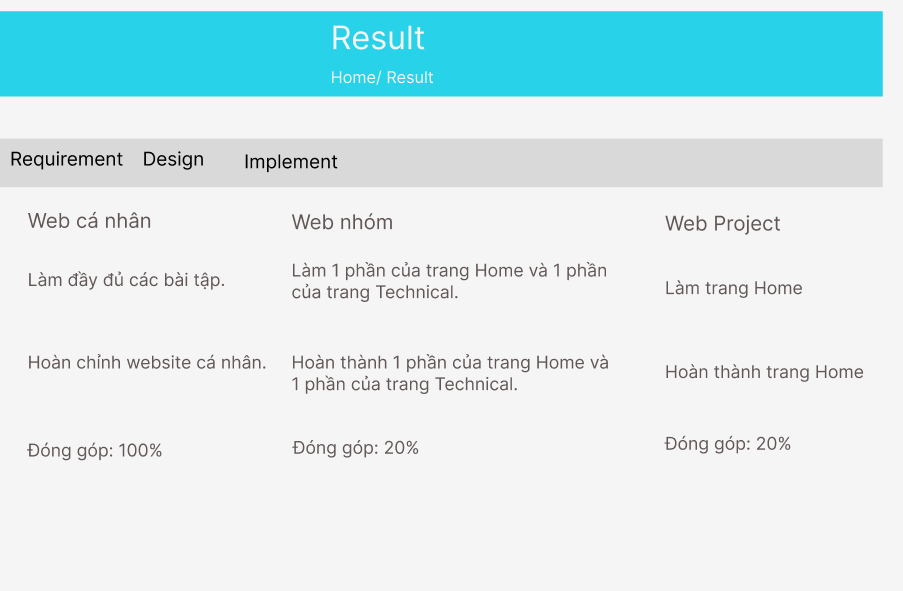 Result
Home/ Result
Requirement Design Implement
Web cá nhân
Làm đầy đủ các bài tập.
Hoàn chỉnh website cá nhân.
Đóng góp: 100%
Web nhóm
Làm 1 phần của trang Home và 1 phần
của trang Technical.
Hoàn thành 1 phần của trang Home và
1 phần của trang Technical.
Đóng góp: 20%
Web Project
Làm trang Home
Hoàn thành trang Home
Đóng góp: 20%